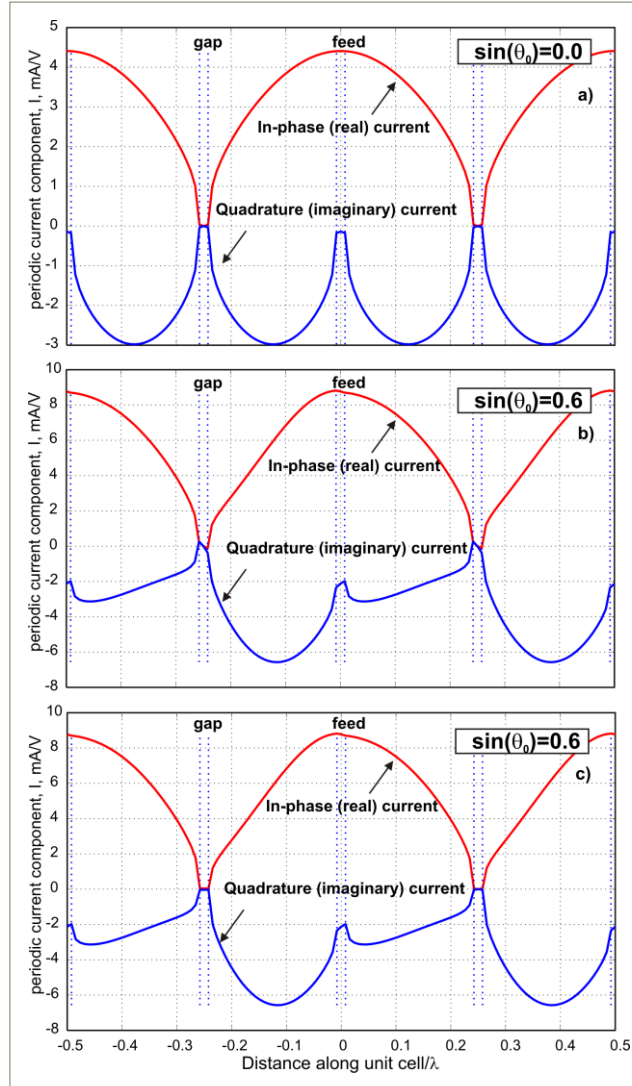 periodic current component, I, mA/V
5
4
3
2
1
0
-1
-2
-3
gap
feed
sin(θ₀)=0.0
a)
In-phase (real) current
Quadrature (imaginary) current
periodic current component, I, mA/V
10
8
6
4
2
0
-2
-4
-6
-8
gap
feed
sin(θ₀)=0.6
b)
In-phase (real) current
Quadrature (imaginary) current
periodic current component, I, mA/V
10
8
6
4
2
0
-2
-4
-6
-8
gap
feed
sin(θ₀)=0.6
c)
In-phase (real) current
Quadrature (imaginary) current
-0.5 -0.4 -0.3 -0.2 -0.1 0 0.1 0.2 0.3 0.4 0.5
Distance along unit cell/λ